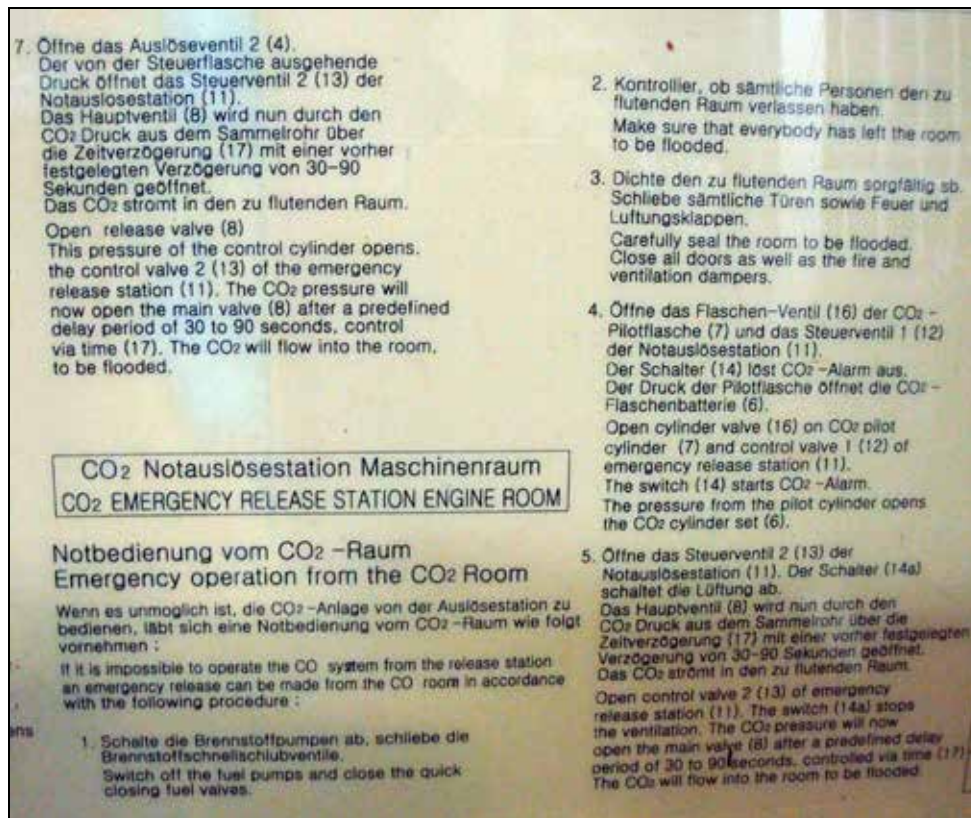 7. Öffne das Auslöseventil 2 (4).
Der von der Steuerflasche ausgehende
Druck öffnet das Steuerventil 2 (13) der
Notauslosestation (11).
Das Hauptventil (8) wird nun durch den
CO2 Druck aus dem Sammelrohr über
die Zeitverzögerung (17) mit einer vorher
festgelegten Verzögerung von 30-90
Sekunden geöffnet.
Das CO2 stromt in den zu flutenden Raum.
Open release valve (8)
This pressure of the control cylinder opens.
the control valve 2 (13) of the emergency
release station (11). The CO2 pressure will
now open the main valve (8) after a predefined
delay period of 30 to 90 seconds, control
via time (17). The CO2 will flow into the room,
to be flooded.
CO2 Notauslösestation Maschinenraum
CO2 EMERGENCY RELEASE STATION ENGINE ROOM
Notbedienung vom CO2 -Raum
Emergency operation from the CO2 Room
Wenn es unmoglich ist, die CO2 -Anlage von der Auslösestation zu
bedienen, läbt sich eine Notbedienung vom CO2 -Raum wie folgt
vornehmen :
If it is impossible to operate the CO system from the release station
an emergency release can be made from the CO room in accordance
with the following procedure :
ens
1. Schalte die Brennstoffpumpen ab, schliebe die
Brennstoffschnellschlubventile.
Switch off the fuel pumps and close the quick
closing fuel valves.
2. Kontrollier, ob sämtliche Personen den zu
flutenden Raum verlassen haben.
Make sure that everybody has left the room
to be flooded.
3. Dichte den zu flutenden Raum sorgfältig sb.
Schliebe sämtliche Türen sowie Feuer und
Luftungsklappen.
Carefully seal the room to be flooded.
Close all doors as well as the fire and
ventilation dampers.
4. Öffne das Flaschen-Ventil (16) der CO2 -
Pilotflasche (7) und das Steuerventil 1 (12)
der Notauslösestation (11).
Der Schalter (14) löst CO2 -Alarm aus.
Der Druck der Pilotflasche öffnet die CO2 -
Flaschenbatterie (6).
Open cylinder valve (16) on CO2 pilot
cylinder (7) and control valve 1 (12) of
emergency release station (11).
The switch (14) starts CO2 -Alarm.
The pressure from the pilot cylinder opens
the CO2 cylinder set (6).
5. Öffne das Steuerventil 2 (13) der
Notauslösestation (11). Der Schalter (14a)
schaltet die Lüftung ab.
Das Hauptventil (8) wird nun durch den
CO2 Druck aus dem Sammelrohr über die
Zeitverzögerung (17) mit einer vorher festgelegten
Verzögerung von 30-90 Sekunden geöffnet.
Das CO2 strömt in den zu flutenden Raum.
Open control valve 2 (13) of emergency
release station (11). The switch (14a) stops
the ventilation. The CO2 pressure will now
open the main valve (8) after a predefined delay
period of 30 to 90 seconds, controlled via time (17)
The CO2 will flow into the room to be flooded.